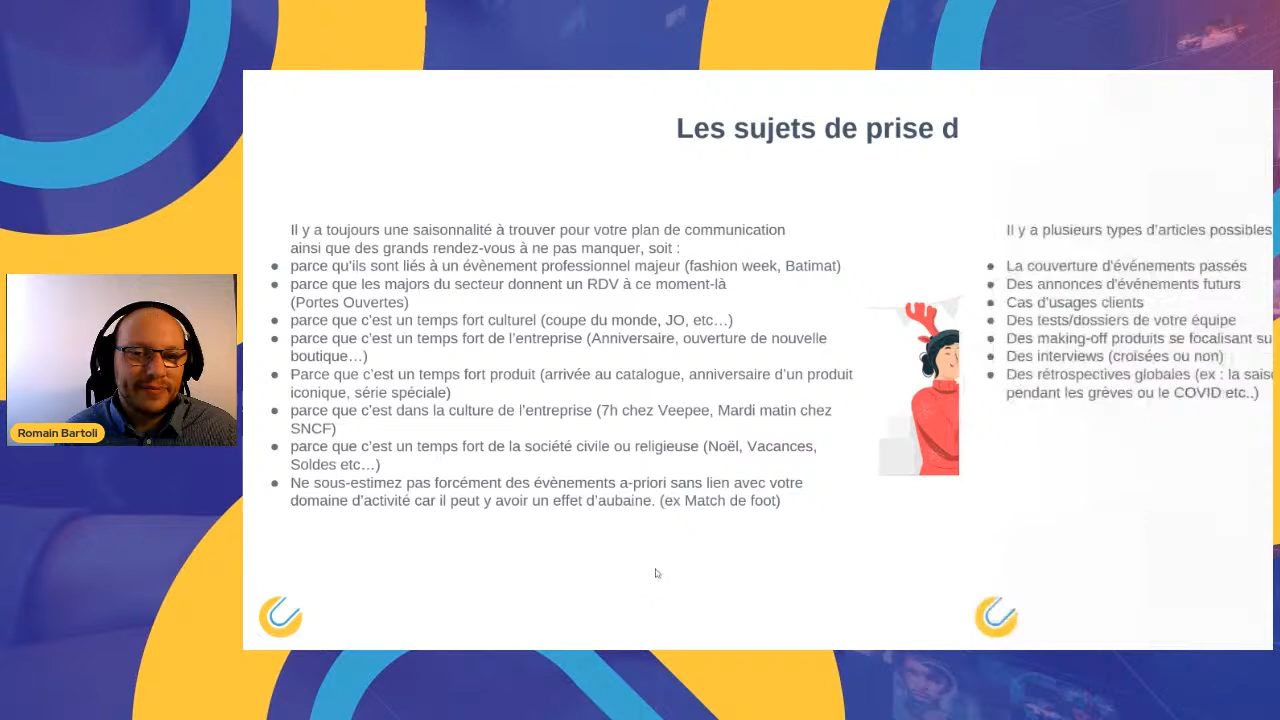 Les sujets de prise d
Il y a toujours une saisonnalité à trouver pour votre plan de communication
ainsi que des grands rendez-vous à ne pas manquer, soit :
● parce qu'ils sont liés à un évènement professionnel majeur (fashion week, Batimat)
● parce que les majors du secteur donnent un RDV à ce moment-là
(Portes Ouvertes)
● parce que c'est un temps fort culturel (coupe du monde, JO, etc…)
● parce que c'est un temps fort de l'entreprise (Anniversaire, ouverture de nouvelle
boutique…)
● Parce que c'est un temps fort produit (arrivée au catalogue, anniversaire d'un produit
iconique, série spéciale)
● parce que c'est dans la culture de l'entreprise (7h chez Veepee, Mardi matin chez
SNCF)
● parce que c'est un temps fort de la société civile ou religieuse (Noël, Vacances,
Soldes etc…)
● Ne sous-estimez pas forcément des évènements a-priori sans lien avec votre
domaine d'activité car il peut y avoir un effet d'aubaine. (ex Match de foot)
Il y a plusieurs types d'articles possibles
● La couverture d'événements passés
● Des annonces d'événements futurs
● Cas d'usages clients
● Des tests/dossiers de votre équipe
● Des making-off produits se focalisant su
● Des interviews (croisées ou non)
● Des rétrospectives globales (ex : la sais
pendant les grèves ou le COVID etc..)
Romain Bartoli